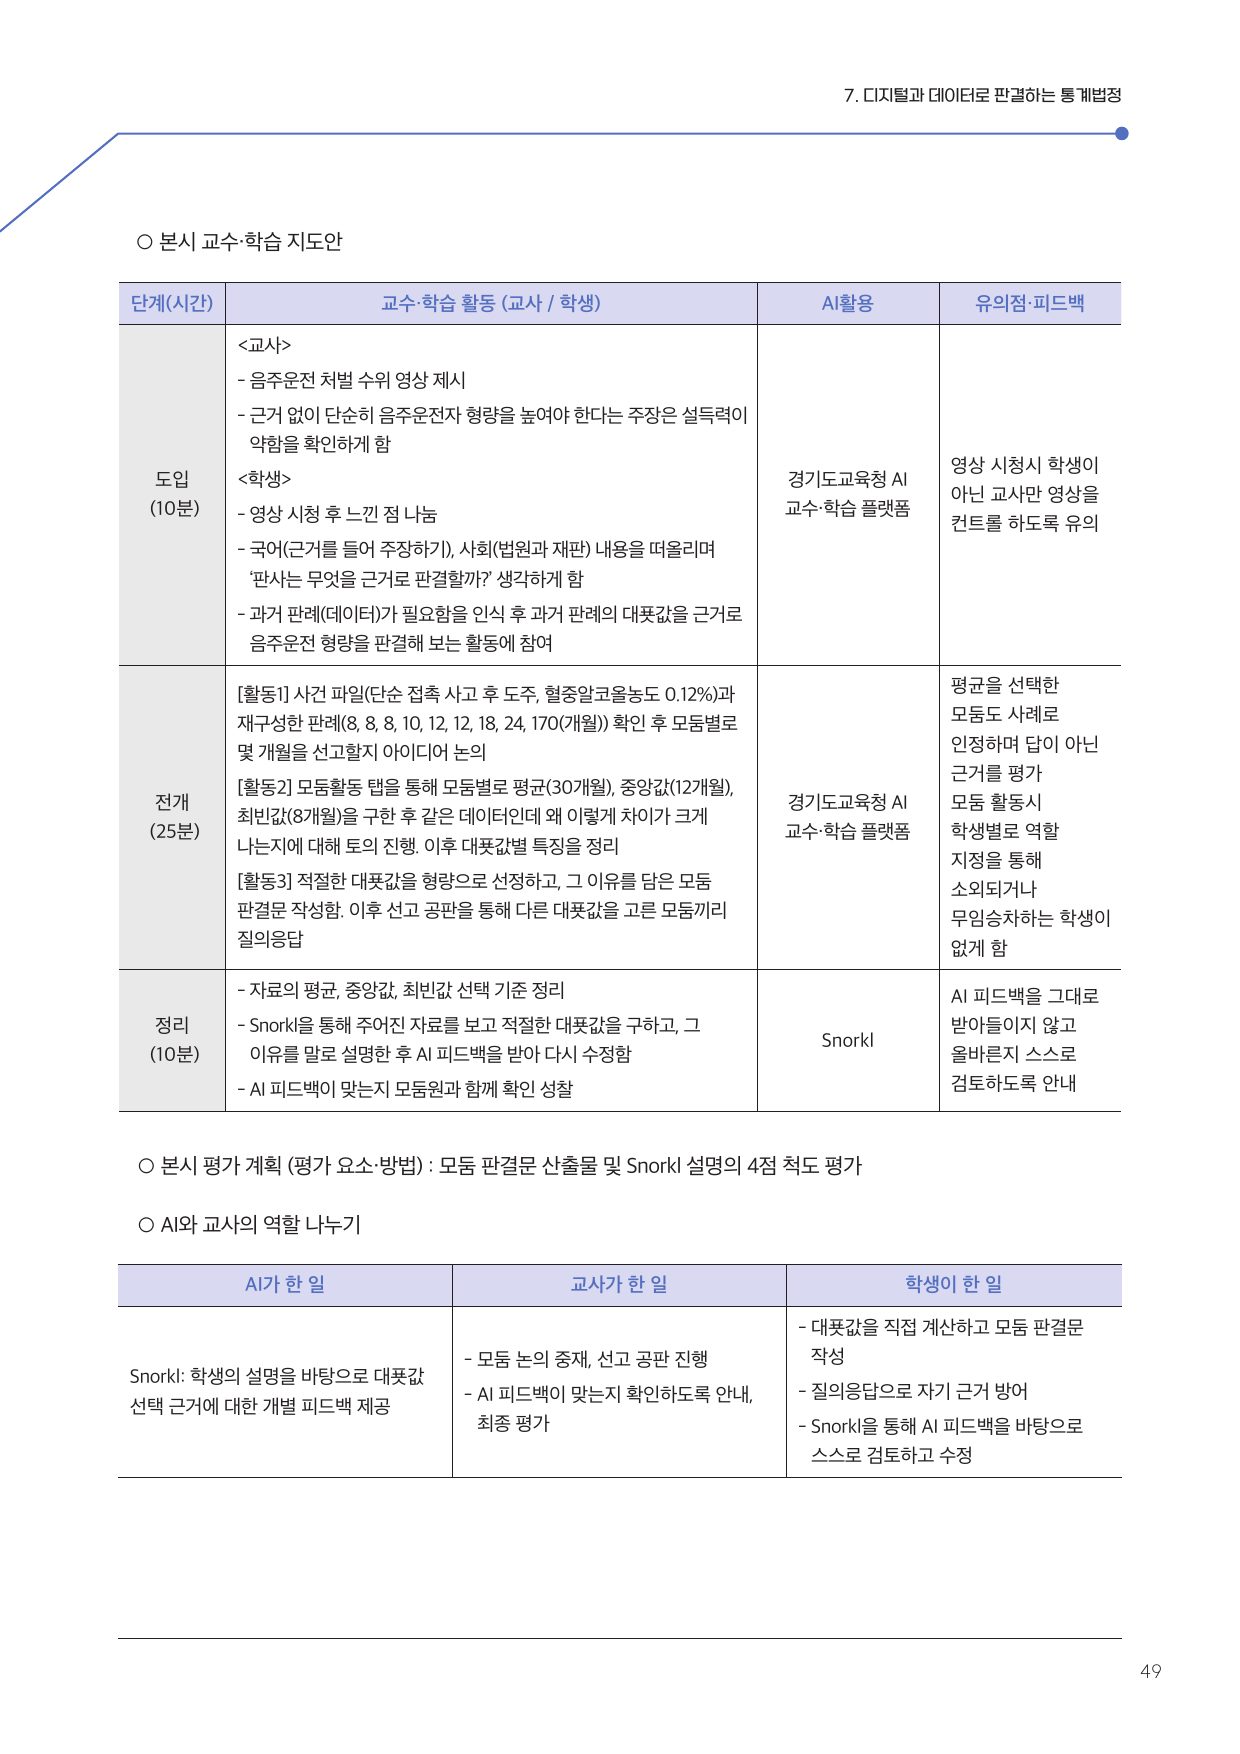 7. 디지털과 데이터로 판결하는 통계법정
○ 본시 교수·학습 지도안
단계(시간)
교수·학습 활동 (교사 / 학생)
AI활용
유의점·피드백
도입
(10분)
<교사>
- 음주운전 처벌 수위 영상 제시
- 근거 없이 단순히 음주운전자 형량을 높여야 한다는 주장은 설득력이
약함을 확인하게 함
<학생>
- 영상 시청 후 느낀 점 나눔
- 국어(근거를 들어 주장하기), 사회(법원과 재판) 내용을 떠올리며
‘판사는 무엇을 근거로 판결할까?’ 생각하게 함
- 과거 판례(데이터)가 필요함을 인식 후 과거 판례의 대푯값을 근거로
음주운전 형량을 판결해 보는 활동에 참여
경기도교육청 AI
교수·학습 플랫폼
영상 시청시 학생이
아닌 교사만 영상을
컨트롤 하도록 유의
전개
(25분)
[활동1] 사건 파일(단순 접촉 사고 후 도주, 혈중알코올농도 0.12%)과
재구성한 판례(8, 8, 8, 10, 12, 12, 18, 24, 170(개월)) 확인 후 모둠별로
몇 개월을 선고할지 아이디어 논의
[활동2] 모둠활동 탭을 통해 모둠별로 평균(30개월), 중앙값(12개월),
최빈값(8개월)을 구한 후 같은 데이터인데 왜 이렇게 차이가 크게
나는지에 대해 토의 진행. 이후 대푯값별 특징을 정리
[활동3] 적절한 대푯값을 형량으로 선정하고, 그 이유를 담은 모둠
판결문 작성함. 이후 선고 공판을 통해 다른 대푯값을 고른 모둠끼리
질의응답
경기도교육청 AI
교수·학습 플랫폼
평균을 선택한
모둠도 사례로
인정하며 답이 아닌
근거를 평가
모둠 활동시
학생별로 역할
지정을 통해
소외되거나
무임승차하는 학생이
없게 함
정리
(10분)
- 자료의 평균, 중앙값, 최빈값 선택 기준 정리
- Snorkl을 통해 주어진 자료를 보고 적절한 대푯값을 구하고, 그
이유를 말로 설명한 후 AI 피드백을 받아 다시 수정함
- AI 피드백이 맞는지 모둠원과 함께 확인 성찰
Snorkl
AI 피드백을 그대로
받아들이지 않고
올바른지 스스로
검토하도록 안내
○ 본시 평가 계획 (평가 요소·방법) : 모둠 판결문 산출물 및 Snorkl 설명의 4점 척도 평가
○ AI와 교사의 역할 나누기
AI가 한 일
교사가 한 일
학생이 한 일
Snorkl: 학생의 설명을 바탕으로 대푯값
선택 근거에 대한 개별 피드백 제공
- 모둠 논의 중재, 선고 공판 진행
- AI 피드백이 맞는지 확인하도록 안내,
최종 평가
- 대푯값을 직접 계산하고 모둠 판결문
작성
- 질의응답으로 자기 근거 방어
- Snorkl을 통해 AI 피드백을 바탕으로
스스로 검토하고 수정
49